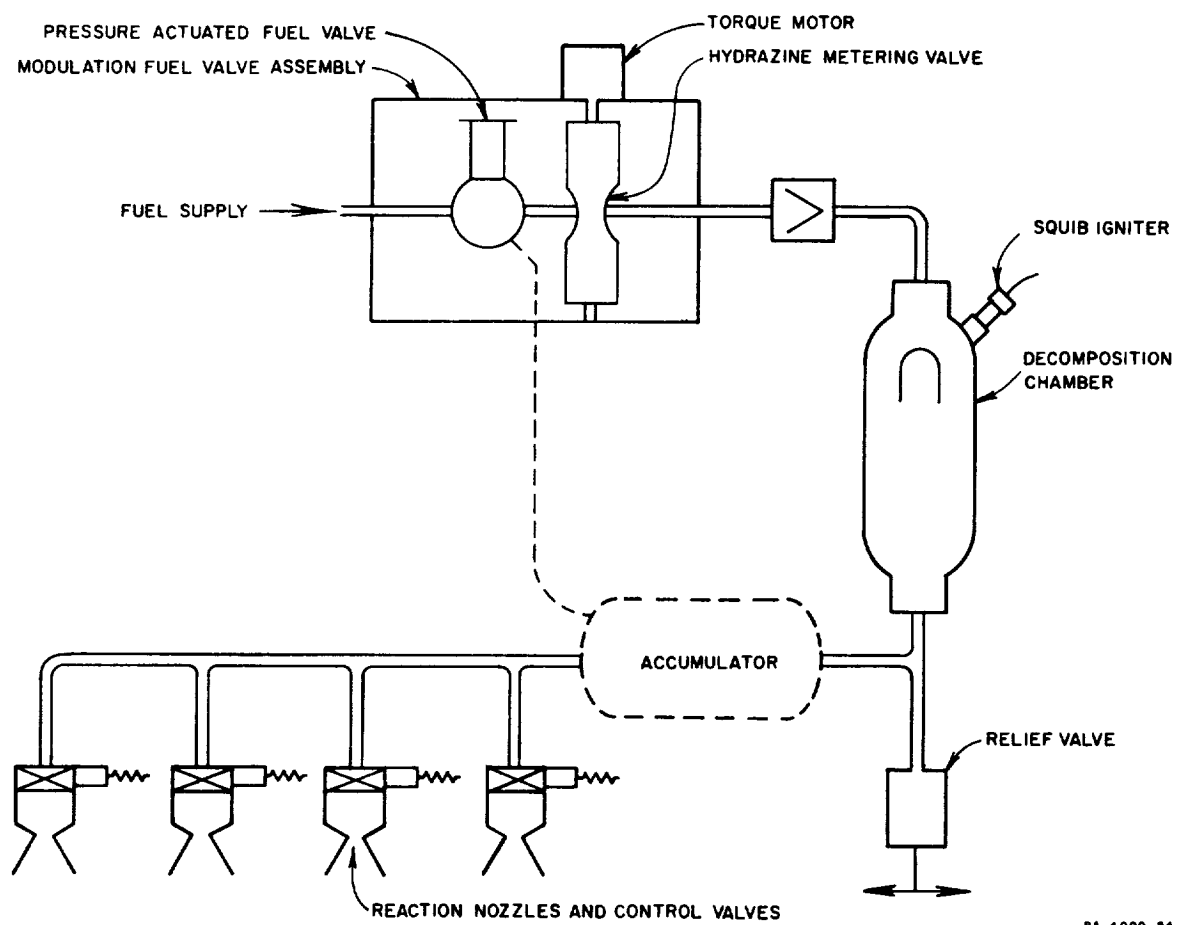 PRESSURE ACTUATED FUEL VALVE
MODULATION FUEL VALVE ASSEMBLY
TORQUE MOTOR
HYDRAZINE METERING VALVE
FUEL SUPPLY
SQUIB IGNITER
DECOMPOSITION
CHAMBER
ACCUMULATOR
RELIEF VALVE
REACTION NOZZLES AND CONTROL VALVES